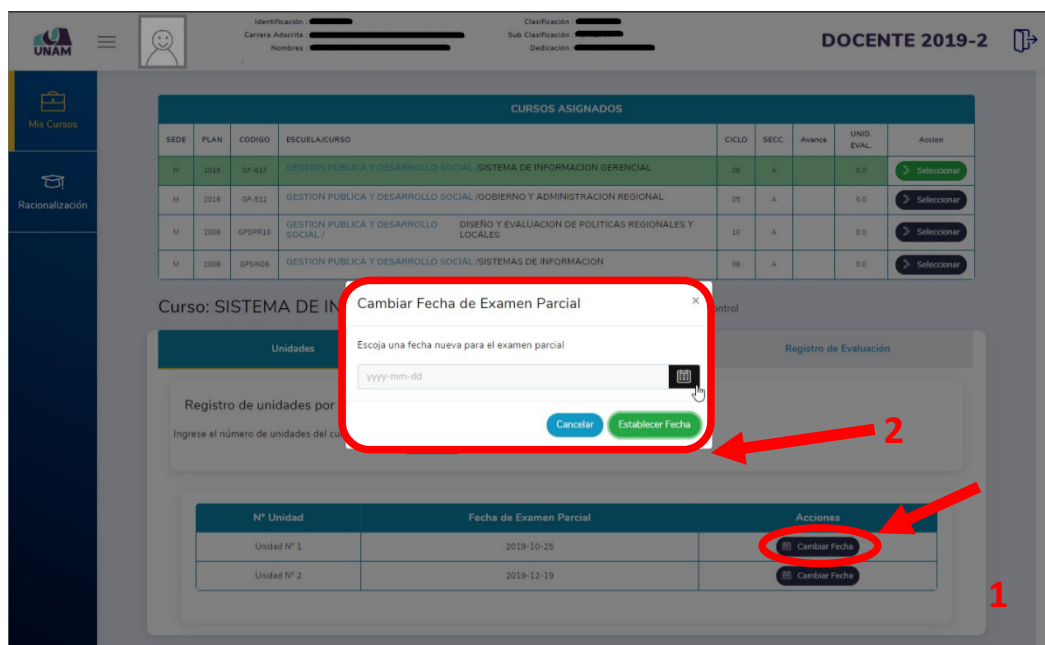 UNAM
Identificación :
Carrera Adscrita :
Nombres :
Clasificación :
Sub Clasificación :
Dedicación :
DOCENTE 2019-2
Mis Cursos
Racionalización
CURSOS ASIGNADOS
SEDE PLAN CODIGO ESCUELA/CURSO CICLO SECC. Avance UNID. EVAL. Accion
M 2016 GP-617 GESTION PUBLICA Y DESARROLLO SOCIAL /SISTEMA DE INFORMACION GERENCIAL 06 A 0.0 Seleccionar
M 2016 GP-512 GESTION PUBLICA Y DESARROLLO SOCIAL /GOBIERNO Y ADMINISTRACION REGIONAL 05 A 0.0 Seleccionar
M 2008 GPDPR10 GESTION PUBLICA Y DESARROLLO SOCIAL / DISEÑO Y EVALUACION DE POLITICAS REGIONALES Y LOCALES 10 A 0.0 Seleccionar
M 2008 GPSIN08 GESTION PUBLICA Y DESARROLLO SOCIAL /SISTEMAS DE INFORMACION 08 A 0.0 Seleccionar
Curso: SISTEMA DE IN
ontrol
Cambiar Fecha de Examen Parcial ×
Escoja una fecha nueva para el examen parcial
yyyy-mm-dd
Cancelar Establecer Fecha
Unidades
Registro de Evaluación
Registro de unidades por
Ingrese el número de unidades del cu
2
Nº Unidad Fecha de Examen Parcial Acciones
Unidad Nº 1 2019-10-25 Cambiar Fecha
Unidad Nº 2 2019-12-19 Cambiar Fecha
1